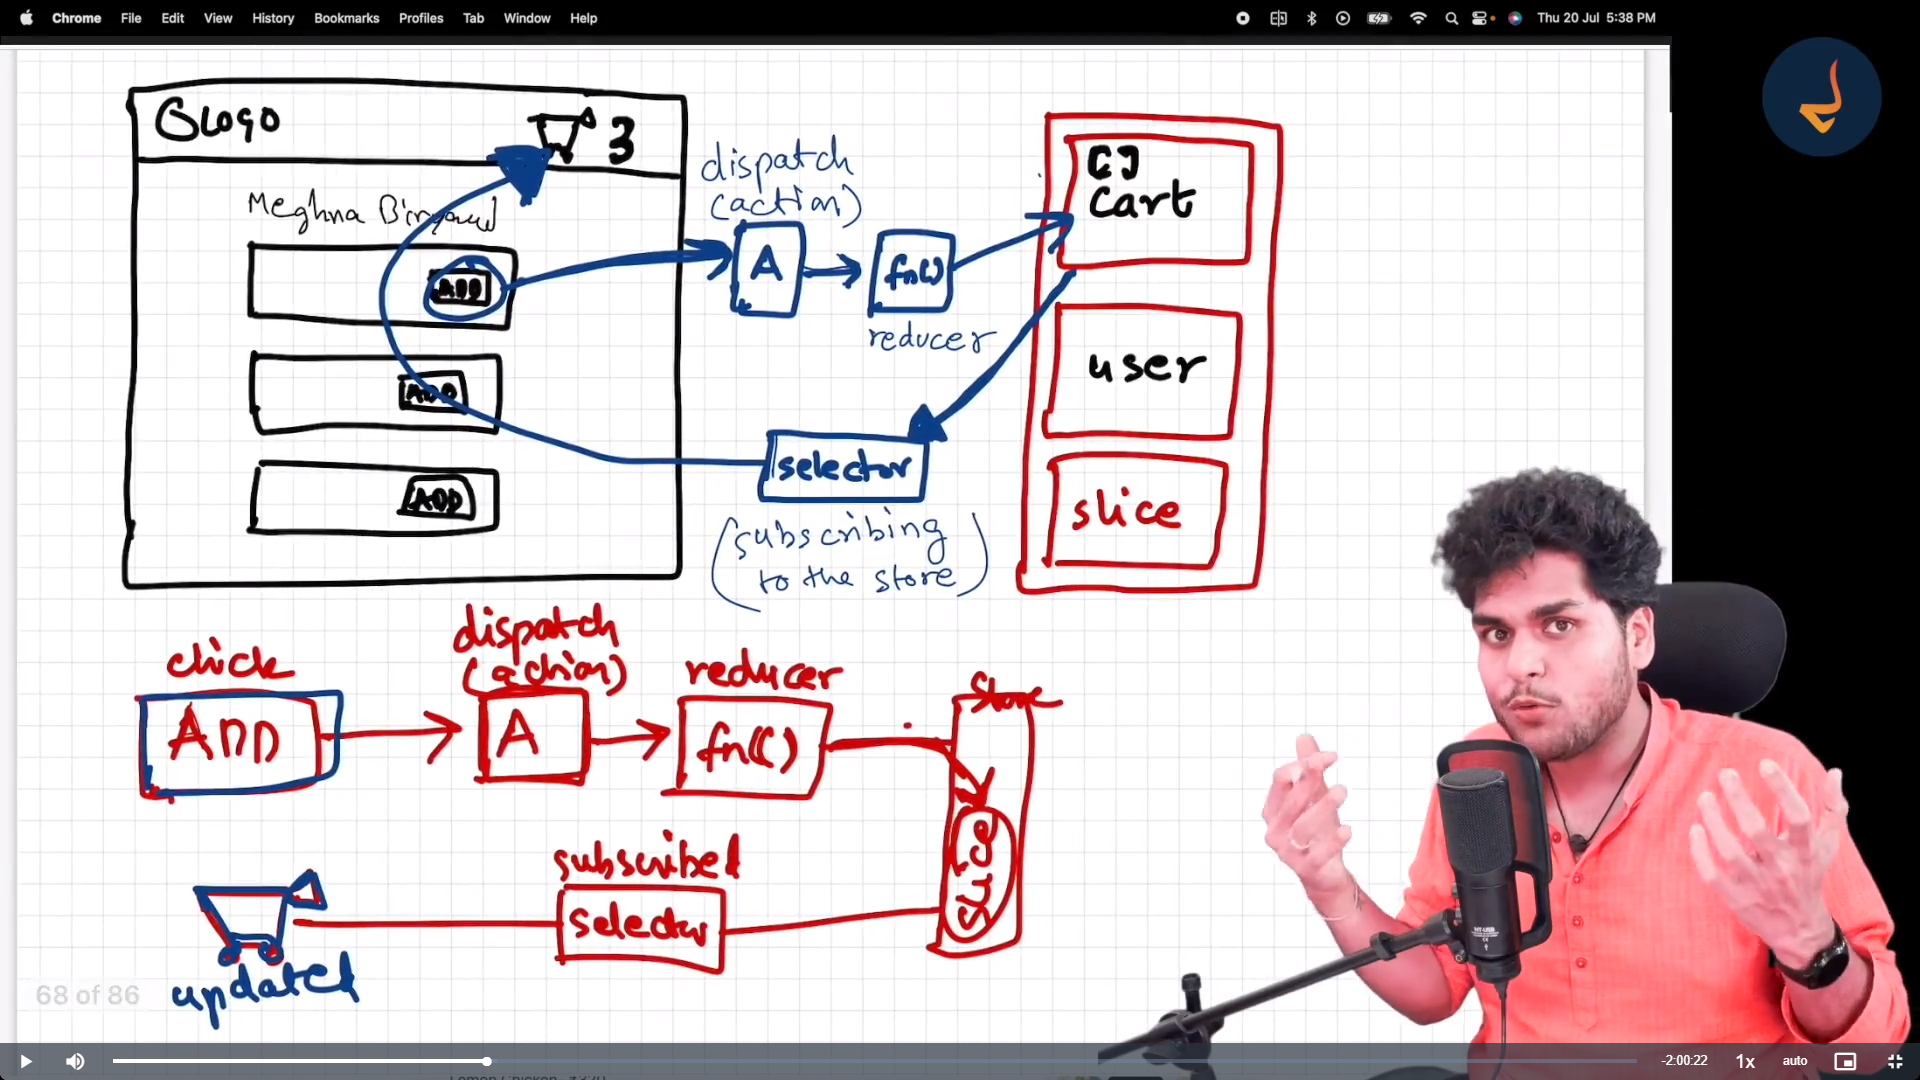 Chrome File Edit View History Bookmarks Profiles Tab Window Help
Thu 20 Jul 5:38 PM
Logo
3
Meghna Biryani
ADD
ADD
ADD
dispatch
(action)
A
fn()
reducer
[]
Cart
user
slice
selector
(subscribing
to the store)
click
ADD
dispatch
(action)
A
reducer
fn()
Store
slice
subscribed
selector
updated
68 of 86
-2:00:22
1x
auto